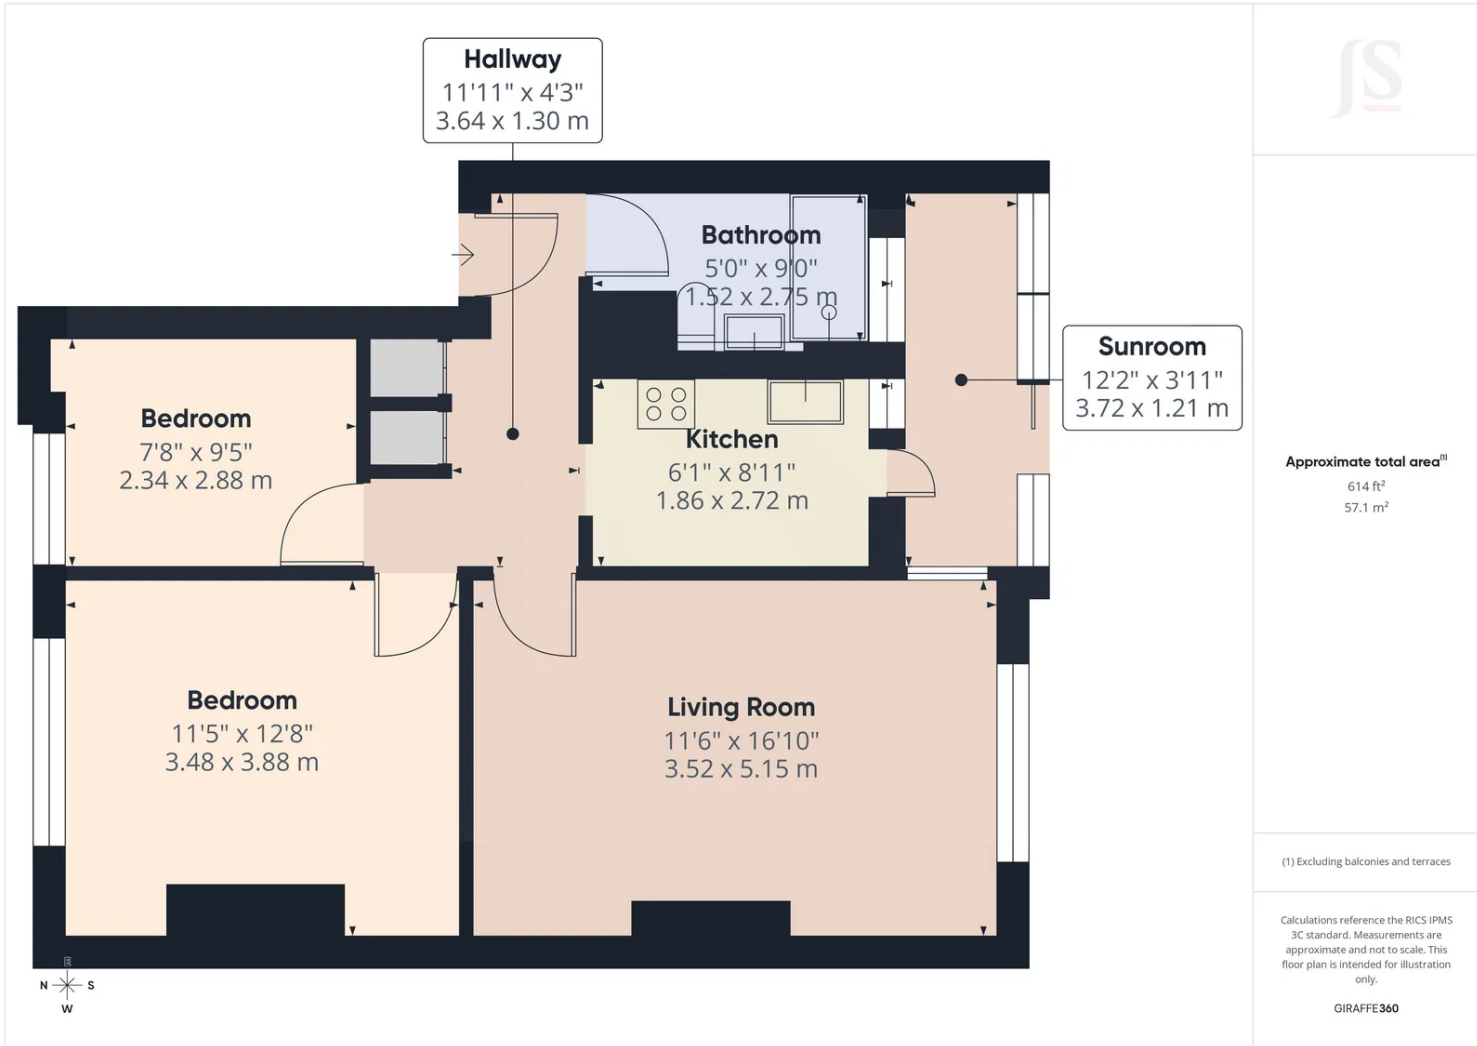 Hallway
11'11" x 4'3"
3.64 x 1.30 m
JS
Bathroom
5'0" x 9'0"
1.52 x 2.75 m
Sunroom
12'2" x 3'11"
3.72 x 1.21 m
Bedroom
7'8" x 9'5"
2.34 x 2.88 m
Kitchen
6'1" x 8'11"
1.86 x 2.72 m
Approximate total area(1)
614 ft²
57.1 m²
Bedroom
11'5" x 12'8"
3.48 x 3.88 m
Living Room
11'6" x 16'10"
3.52 x 5.15 m
(1) Excluding balconies and terraces
Calculations reference the RICS IPMS
3C standard. Measurements are
approximate and not to scale. This
floor plan is intended for illustration
only.
GIRAFFE360
N S
W